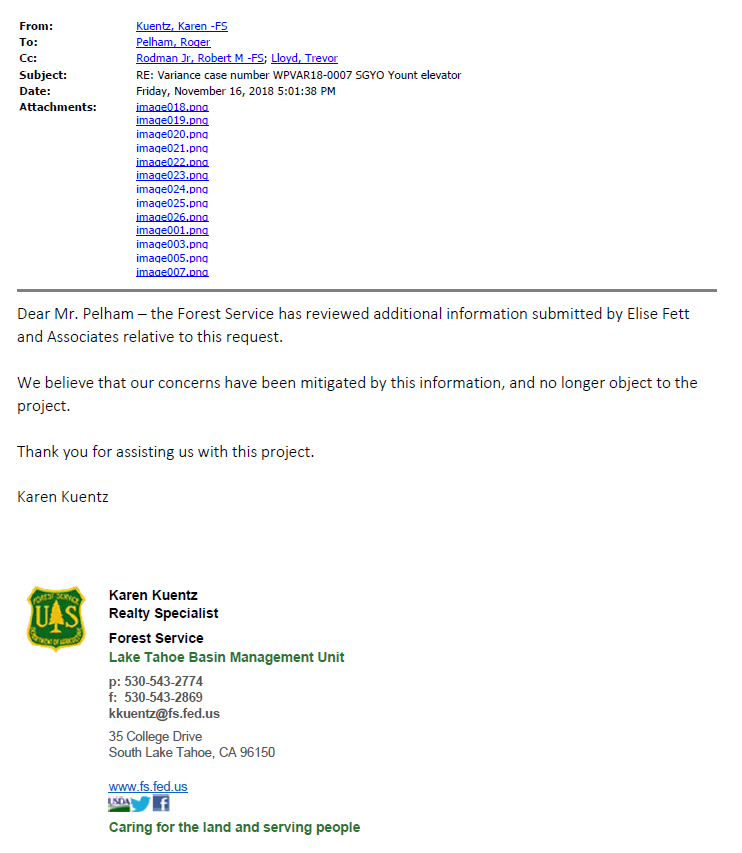 From: Kuentz, Karen -FS
To: Pelham, Roger
Cc: Rodman Jr, Robert M -FS; Lloyd, Trevor
Subject: RE: Variance case number WPVAR18-0007 SGYO Yount elevator
Date: Friday, November 16, 2018 5:01:38 PM
Attachments: image018.png
image019.png
image020.png
image021.png
image022.png
image023.png
image024.png
image025.png
image026.png
image001.png
image003.png
image005.png
image007.png
Dear Mr. Pelham – the Forest Service has reviewed additional information submitted by Elise Fett
and Associates relative to this request.
We believe that our concerns have been mitigated by this information, and no longer object to the
project.
Thank you for assisting us with this project.
Karen Kuentz
FOREST SERVICE
U S
DEPARTMENT OF AGRICULTURE
Karen Kuentz
Realty Specialist
Forest Service
Lake Tahoe Basin Management Unit
p: 530-543-2774
f: 530-543-2869
kkuentz@fs.fed.us
35 College Drive
South Lake Tahoe, CA 96150
www.fs.fed.us
USDA
Caring for the land and serving people